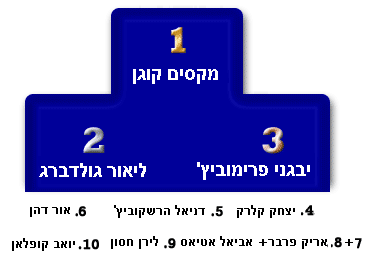 1
מקסים קוגן
2 3
יבגני פרימוביץ' ליאור גולדברג
4. יצחק קלרק 5. דניאל הרשקוביץ' 6. אור דהן
7+8. אריק פרבר+ אביאל אטיאס 9. לירן חסון 10. יואב קופלאן